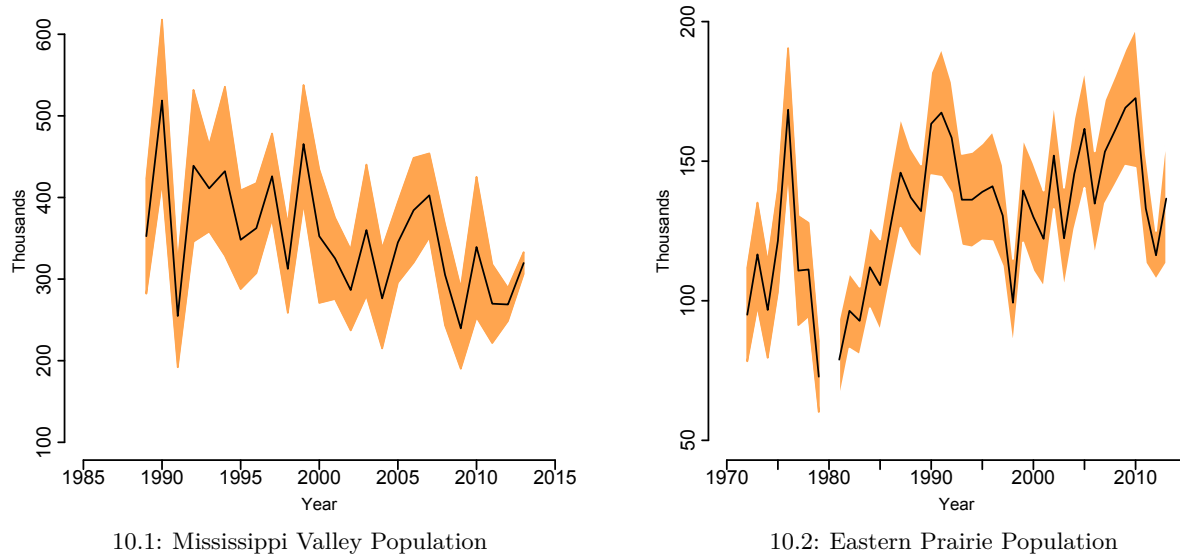 600
500
400
300
200
100
Thousands
1985 1990 1995 2000 2005 2010 2015
Year
10.1: Mississippi Valley Population
200
150
100
50
Thousands
1970 1980 1990 2000 2010
Year
10.2: Eastern Prairie Population